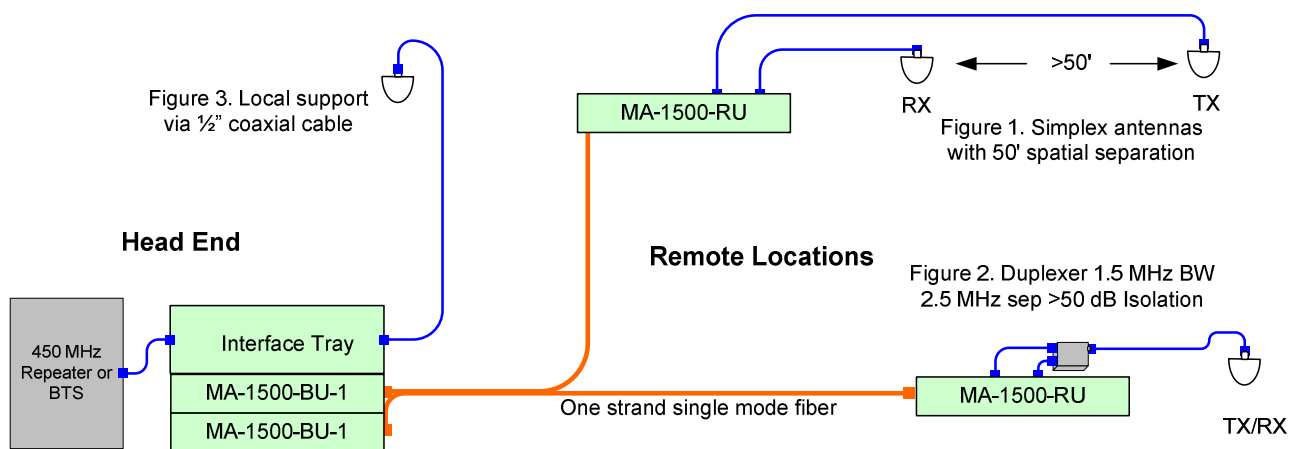 Figure 3. Local support
via ½” coaxial cable
MA-1500-RU
RX
>50'
TX
Figure 1. Simplex antennas
with 50' spatial separation
Head End
Remote Locations
Figure 2. Duplexer 1.5 MHz BW
2.5 MHz sep >50 dB Isolation
450 MHz
Repeater or
BTS
Interface Tray
MA-1500-BU-1
MA-1500-BU-1
One strand single mode fiber
MA-1500-RU
TX/RX